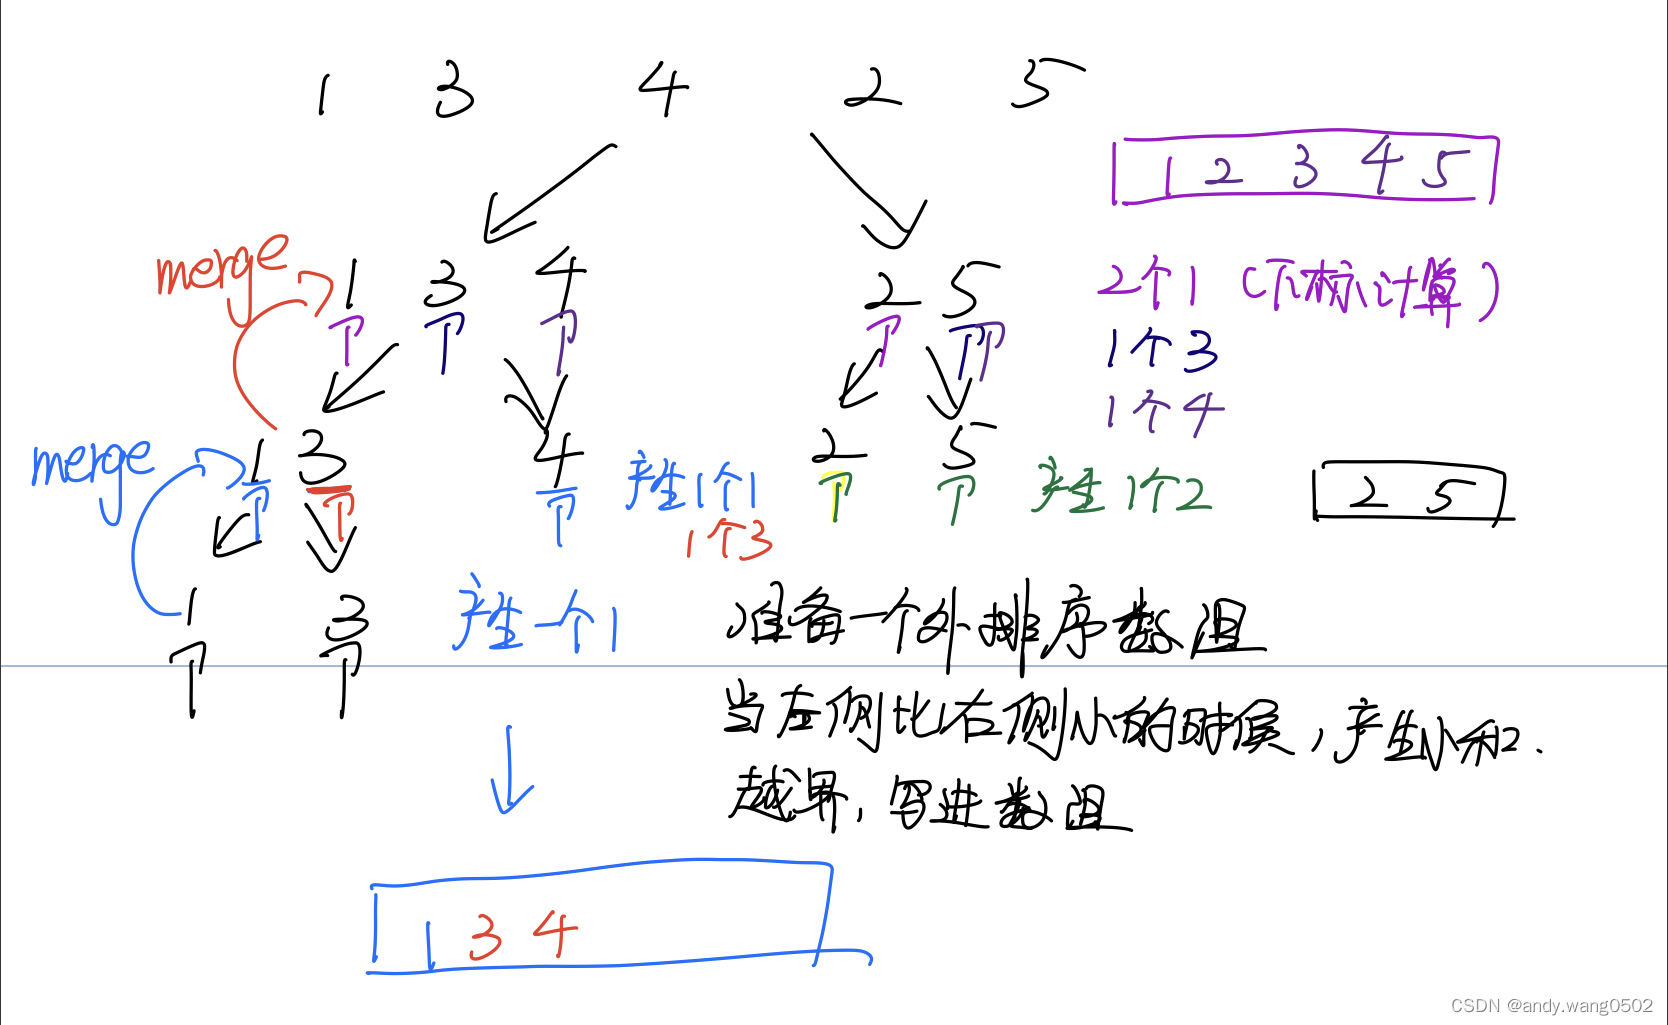 1 3 4 2 5
1 2 3 4 5
merge 1 3 4 2 5 2个1（下标计算）
1个3
1个4
merge 1 3 4 产生1个1 2 5 产生1个2 2 5
1个3
1 3 产生一个1 准备一个外排序数组
当左侧比右侧小的时候，产生小和.
越界，写进数组
1 3 4
CSDN @andy.wang0502